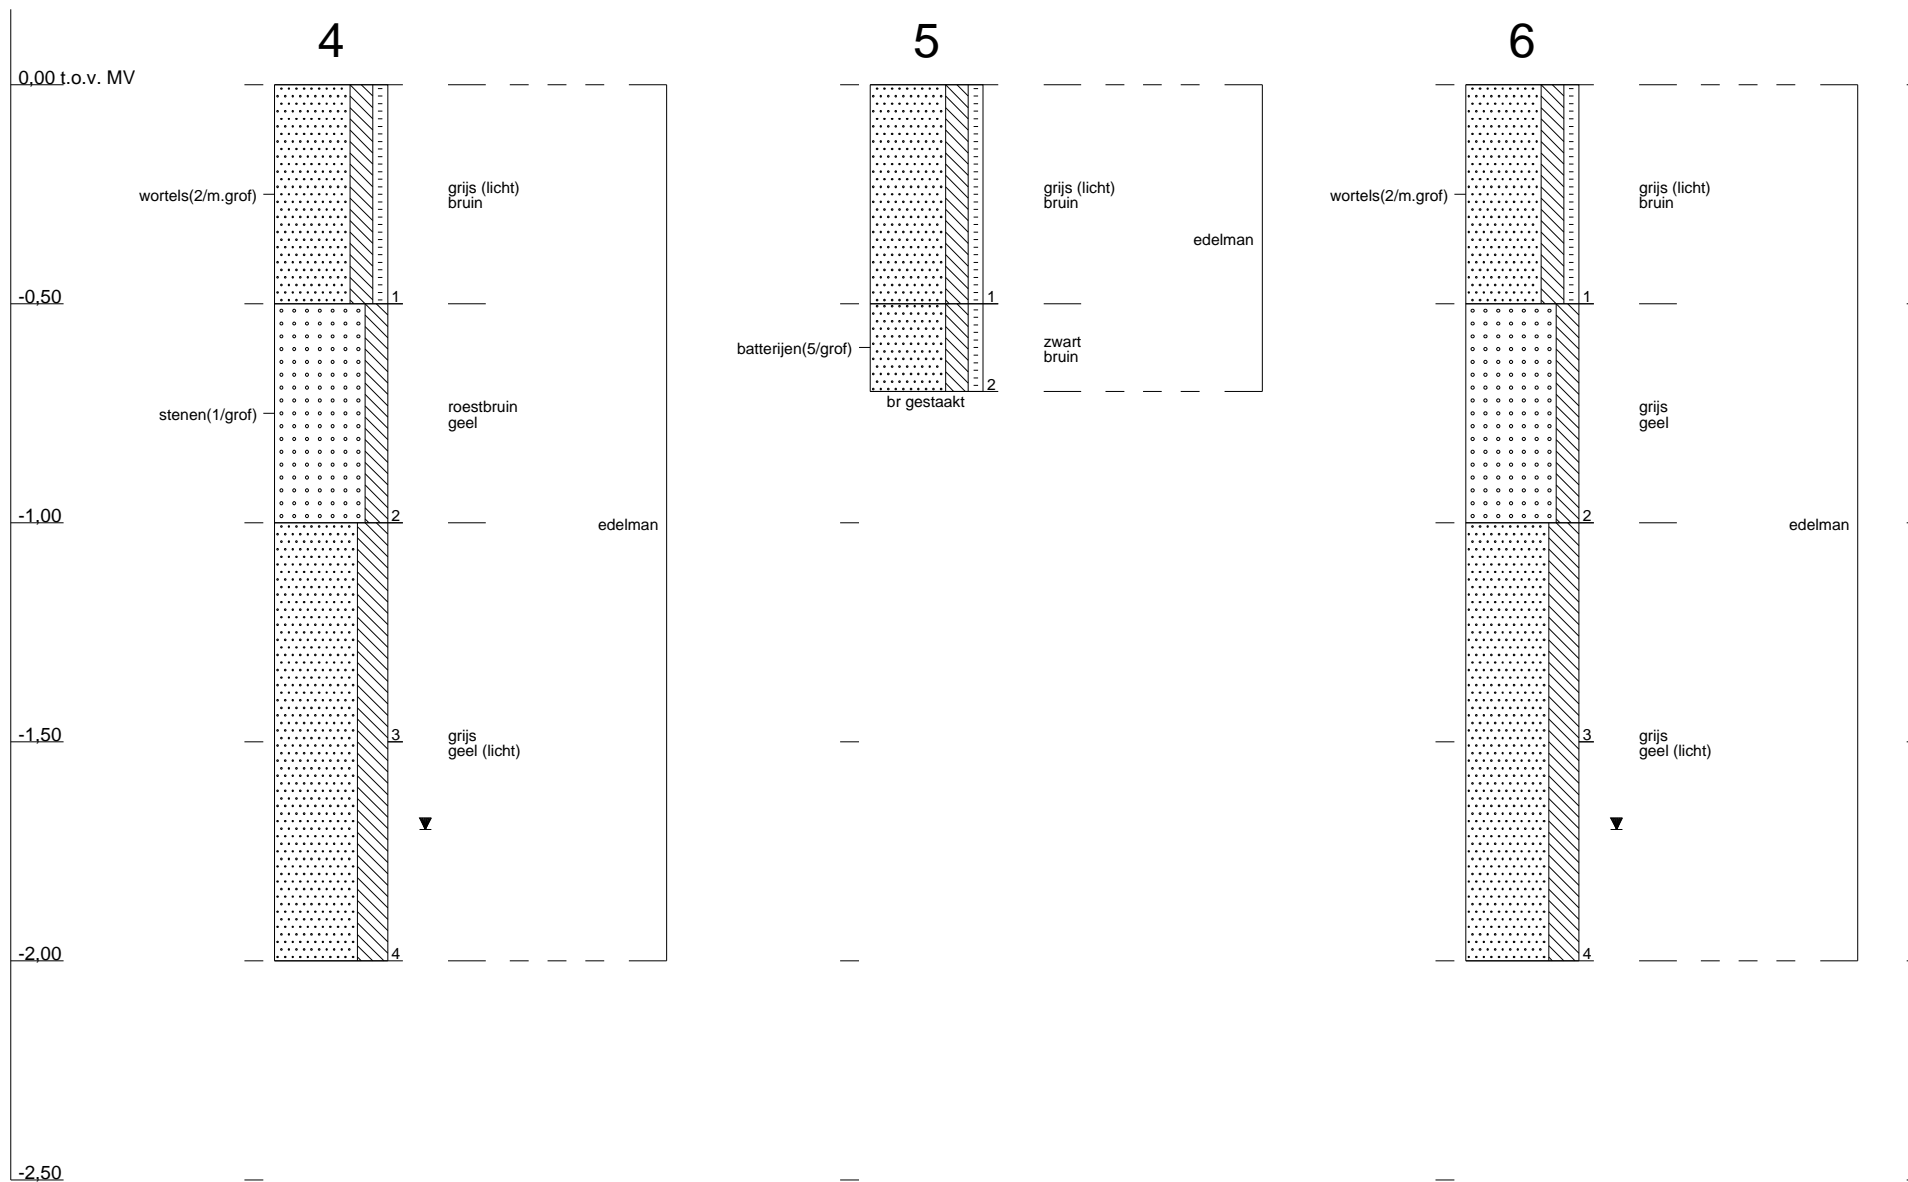 4
5
6
0,00 t.o.v. MV
-0,50
-1,00
-1,50
-2,00
-2,50
wortels(2/m.grof)
grijs (licht)
bruin
1
stenen(1/grof)
roestbruin
geel
2
edelman
3
grijs
geel (licht)
4
grijs (licht)
bruin
edelman
1
batterijen(5/grof)
zwart
bruin
2
br gestaakt
wortels(2/m.grof)
grijs (licht)
bruin
1
grijs
geel
2
edelman
3
grijs
geel (licht)
4